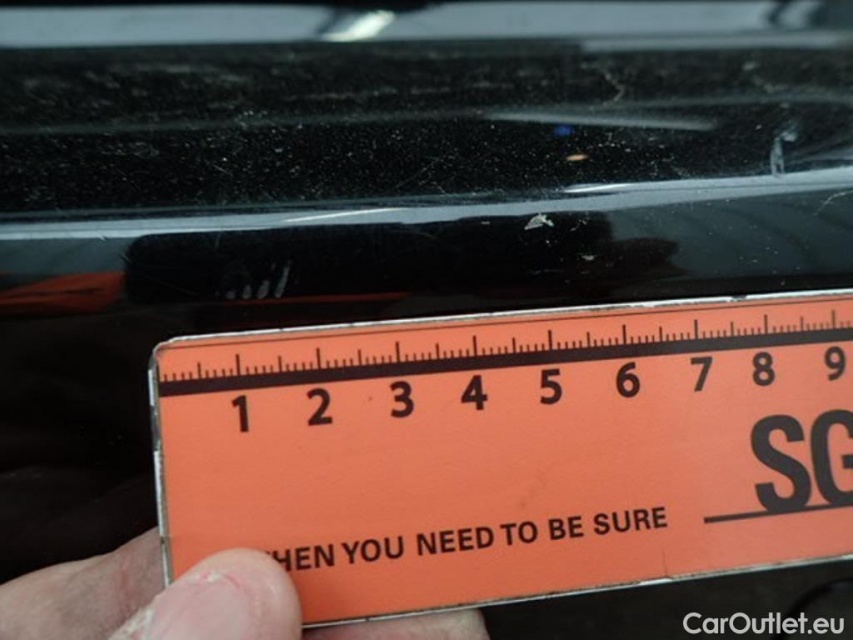 1 2 3 4 5 6 7 8 9
SG
HEN YOU NEED TO BE SURE
CarOutlet.eu